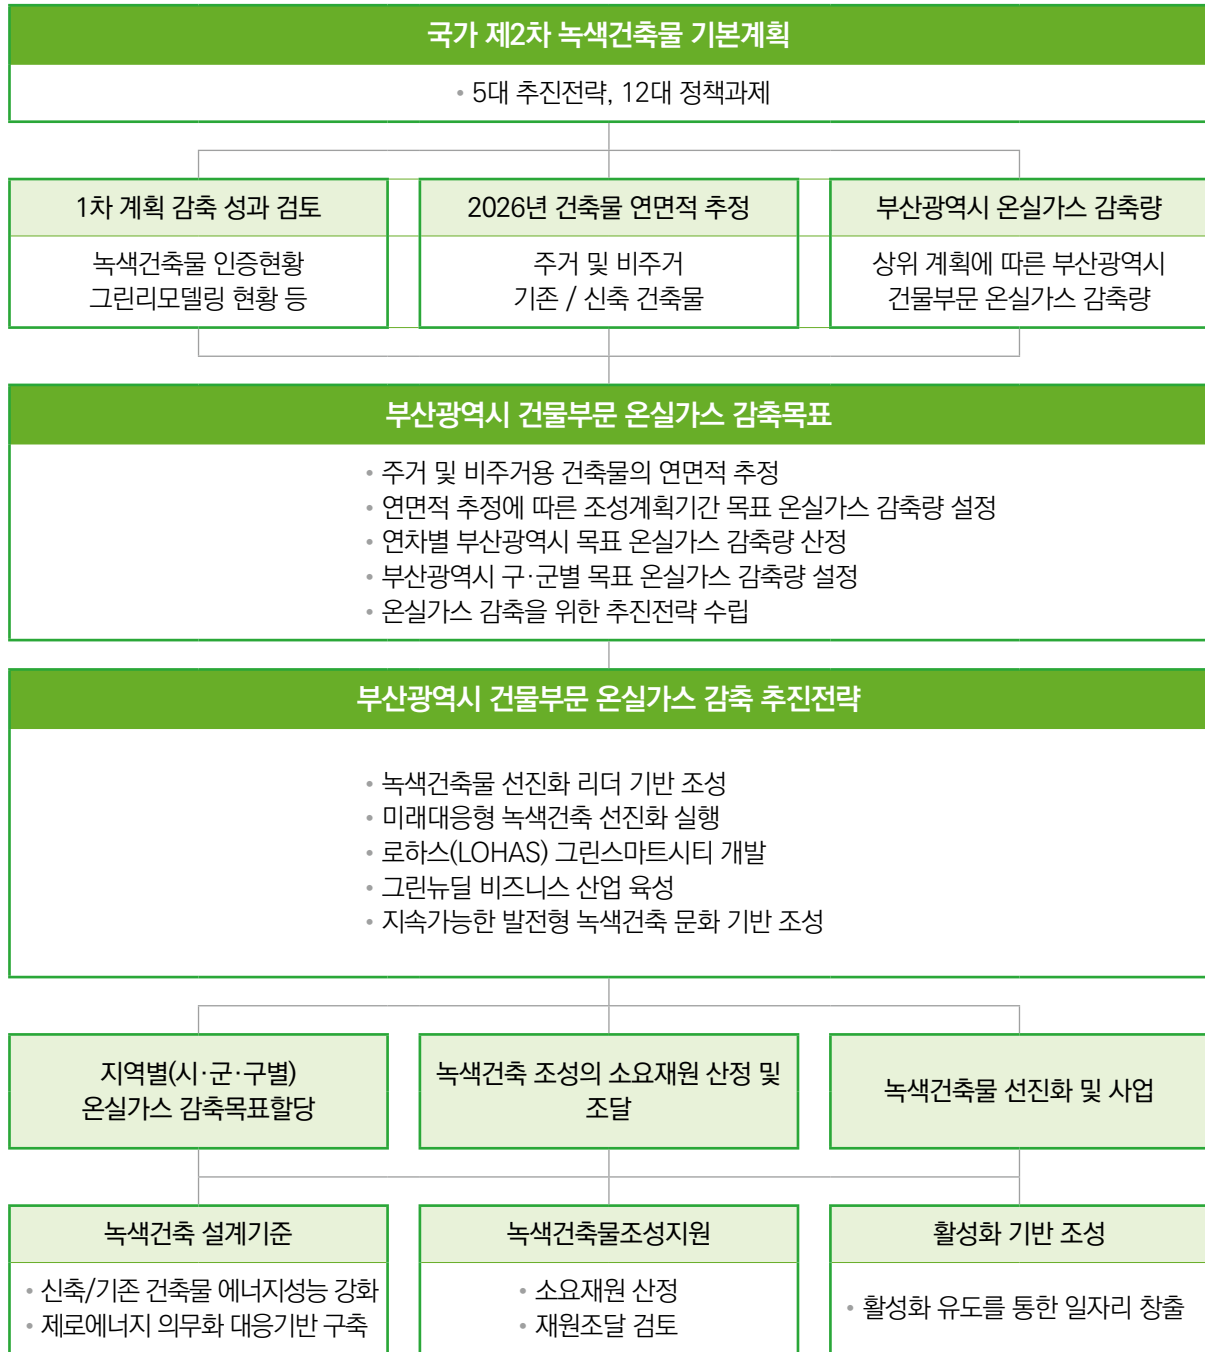 국가 제2차 녹색건축물 기본계획
• 5대 추진전략, 12대 정책과제
1차 계획 감축 성과 검토
녹색건축물 인증현황
그린리모델링 현황 등
2026년 건축물 연면적 추정
주거 및 비주거
기존 / 신축 건축물
부산광역시 온실가스 감축량
상위 계획에 따른 부산광역시
건물부문 온실가스 감축량
부산광역시 건물부문 온실가스 감축목표
• 주거 및 비주거용 건축물의 연면적 추정
• 연면적 추정에 따른 조성계획기간 목표 온실가스 감축량 설정
• 연차별 부산광역시 목표 온실가스 감축량 산정
• 부산광역시 구·군별 목표 온실가스 감축량 설정
• 온실가스 감축을 위한 추진전략 수립
부산광역시 건물부문 온실가스 감축 추진전략
• 녹색건축물 선진화 리더 기반 조성
• 미래대응형 녹색건축 선진화 실행
• 로하스(LOHAS) 그린스마트시티 개발
• 그린뉴딜 비즈니스 산업 육성
• 지속가능한 발전형 녹색건축 문화 기반 조성
지역별(시·군·구별)
온실가스 감축목표할당
녹색건축 조성의 소요재원 산정 및
조달
녹색건축물 선진화 및 사업
녹색건축 설계기준
• 신축/기존 건축물 에너지성능 강화
• 제로에너지 의무화 대응기반 구축
녹색건축물조성지원
• 소요재원 산정
• 재원조달 검토
활성화 기반 조성
• 활성화 유도를 통한 일자리 창출